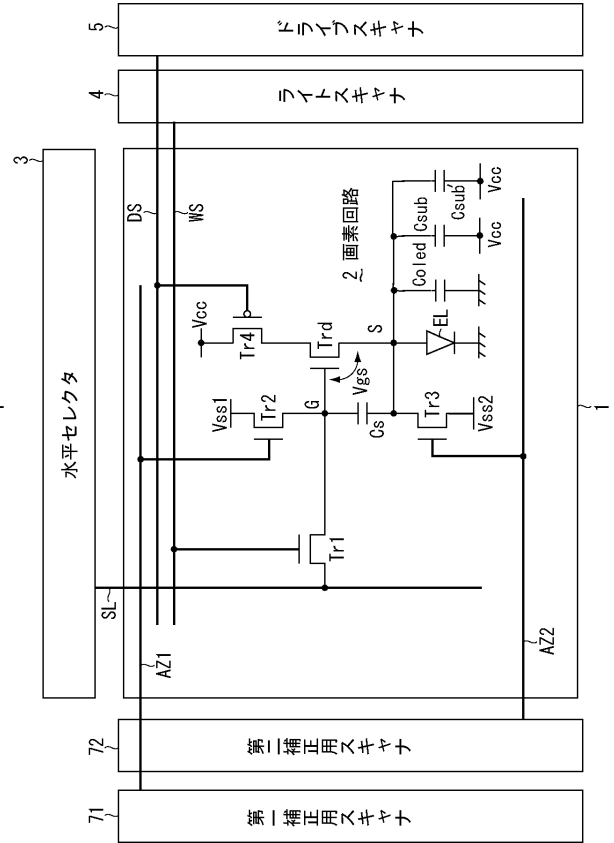 5
ドライブスキャナ
4
ライトスキャナ
3
水平セレクタ
DS
WS
2 画素回路
Vcc
Tr4
Trd
S
Coled
Csub
Csub'
Vcc
Vcc
EL
Vgs
G
Vss1
Tr2
Cs
Tr3
Vss2
Tr1
SL
AZ1
AZ2
1
72
第二補正用スキャナ
71
第一補正用スキャナ